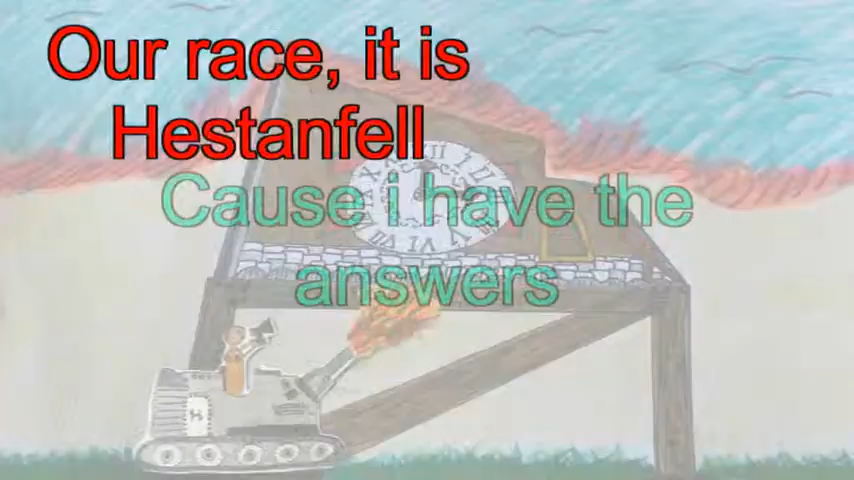 Our race, it is
Hestanfell
Cause i have the
answers
H